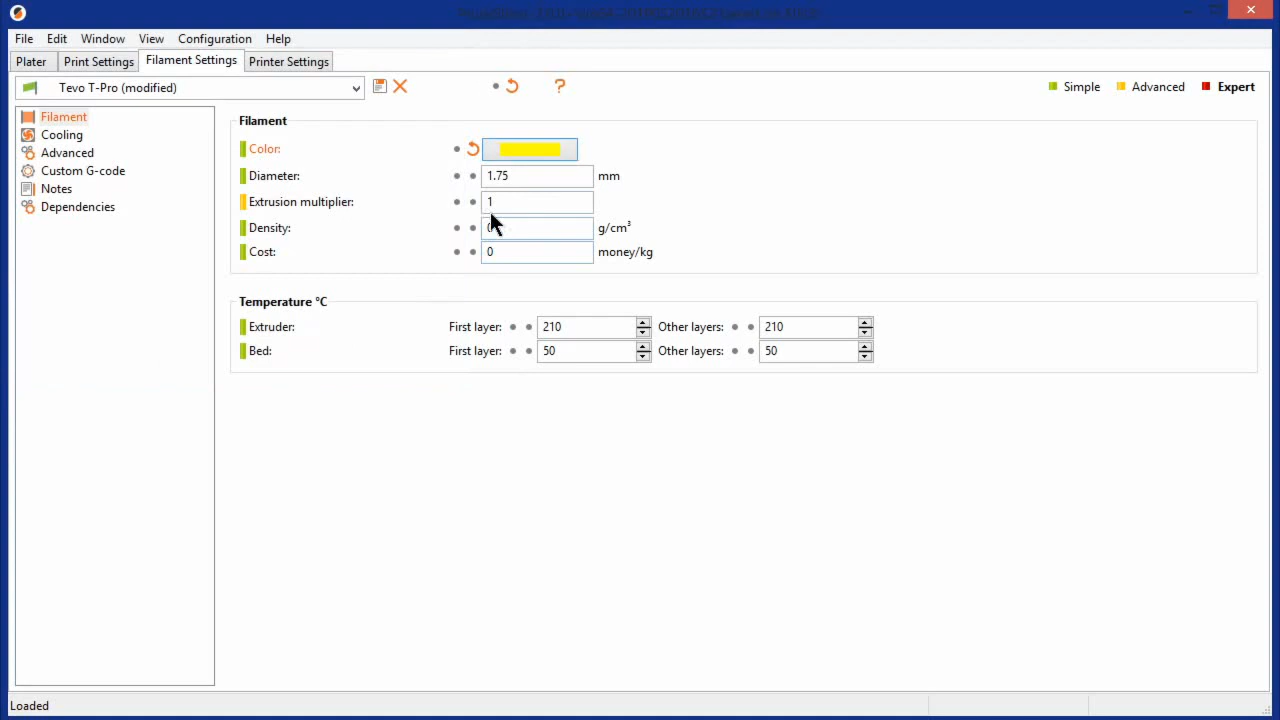 File Edit Window View Configuration Help
Plater Print Settings Filament Settings Printer Settings
Tevo T-Pro (modified) ? Simple Advanced Expert
Filament
Cooling
Advanced
Custom G-code
Notes
Dependencies
Filament
Color:
Diameter: 1.75 mm
Extrusion multiplier: 1
Density: g/cm³
Cost: 0 money/kg
Temperature °C
Extruder: First layer: 210 Other layers: 210
Bed: First layer: 50 Other layers: 50
Loaded